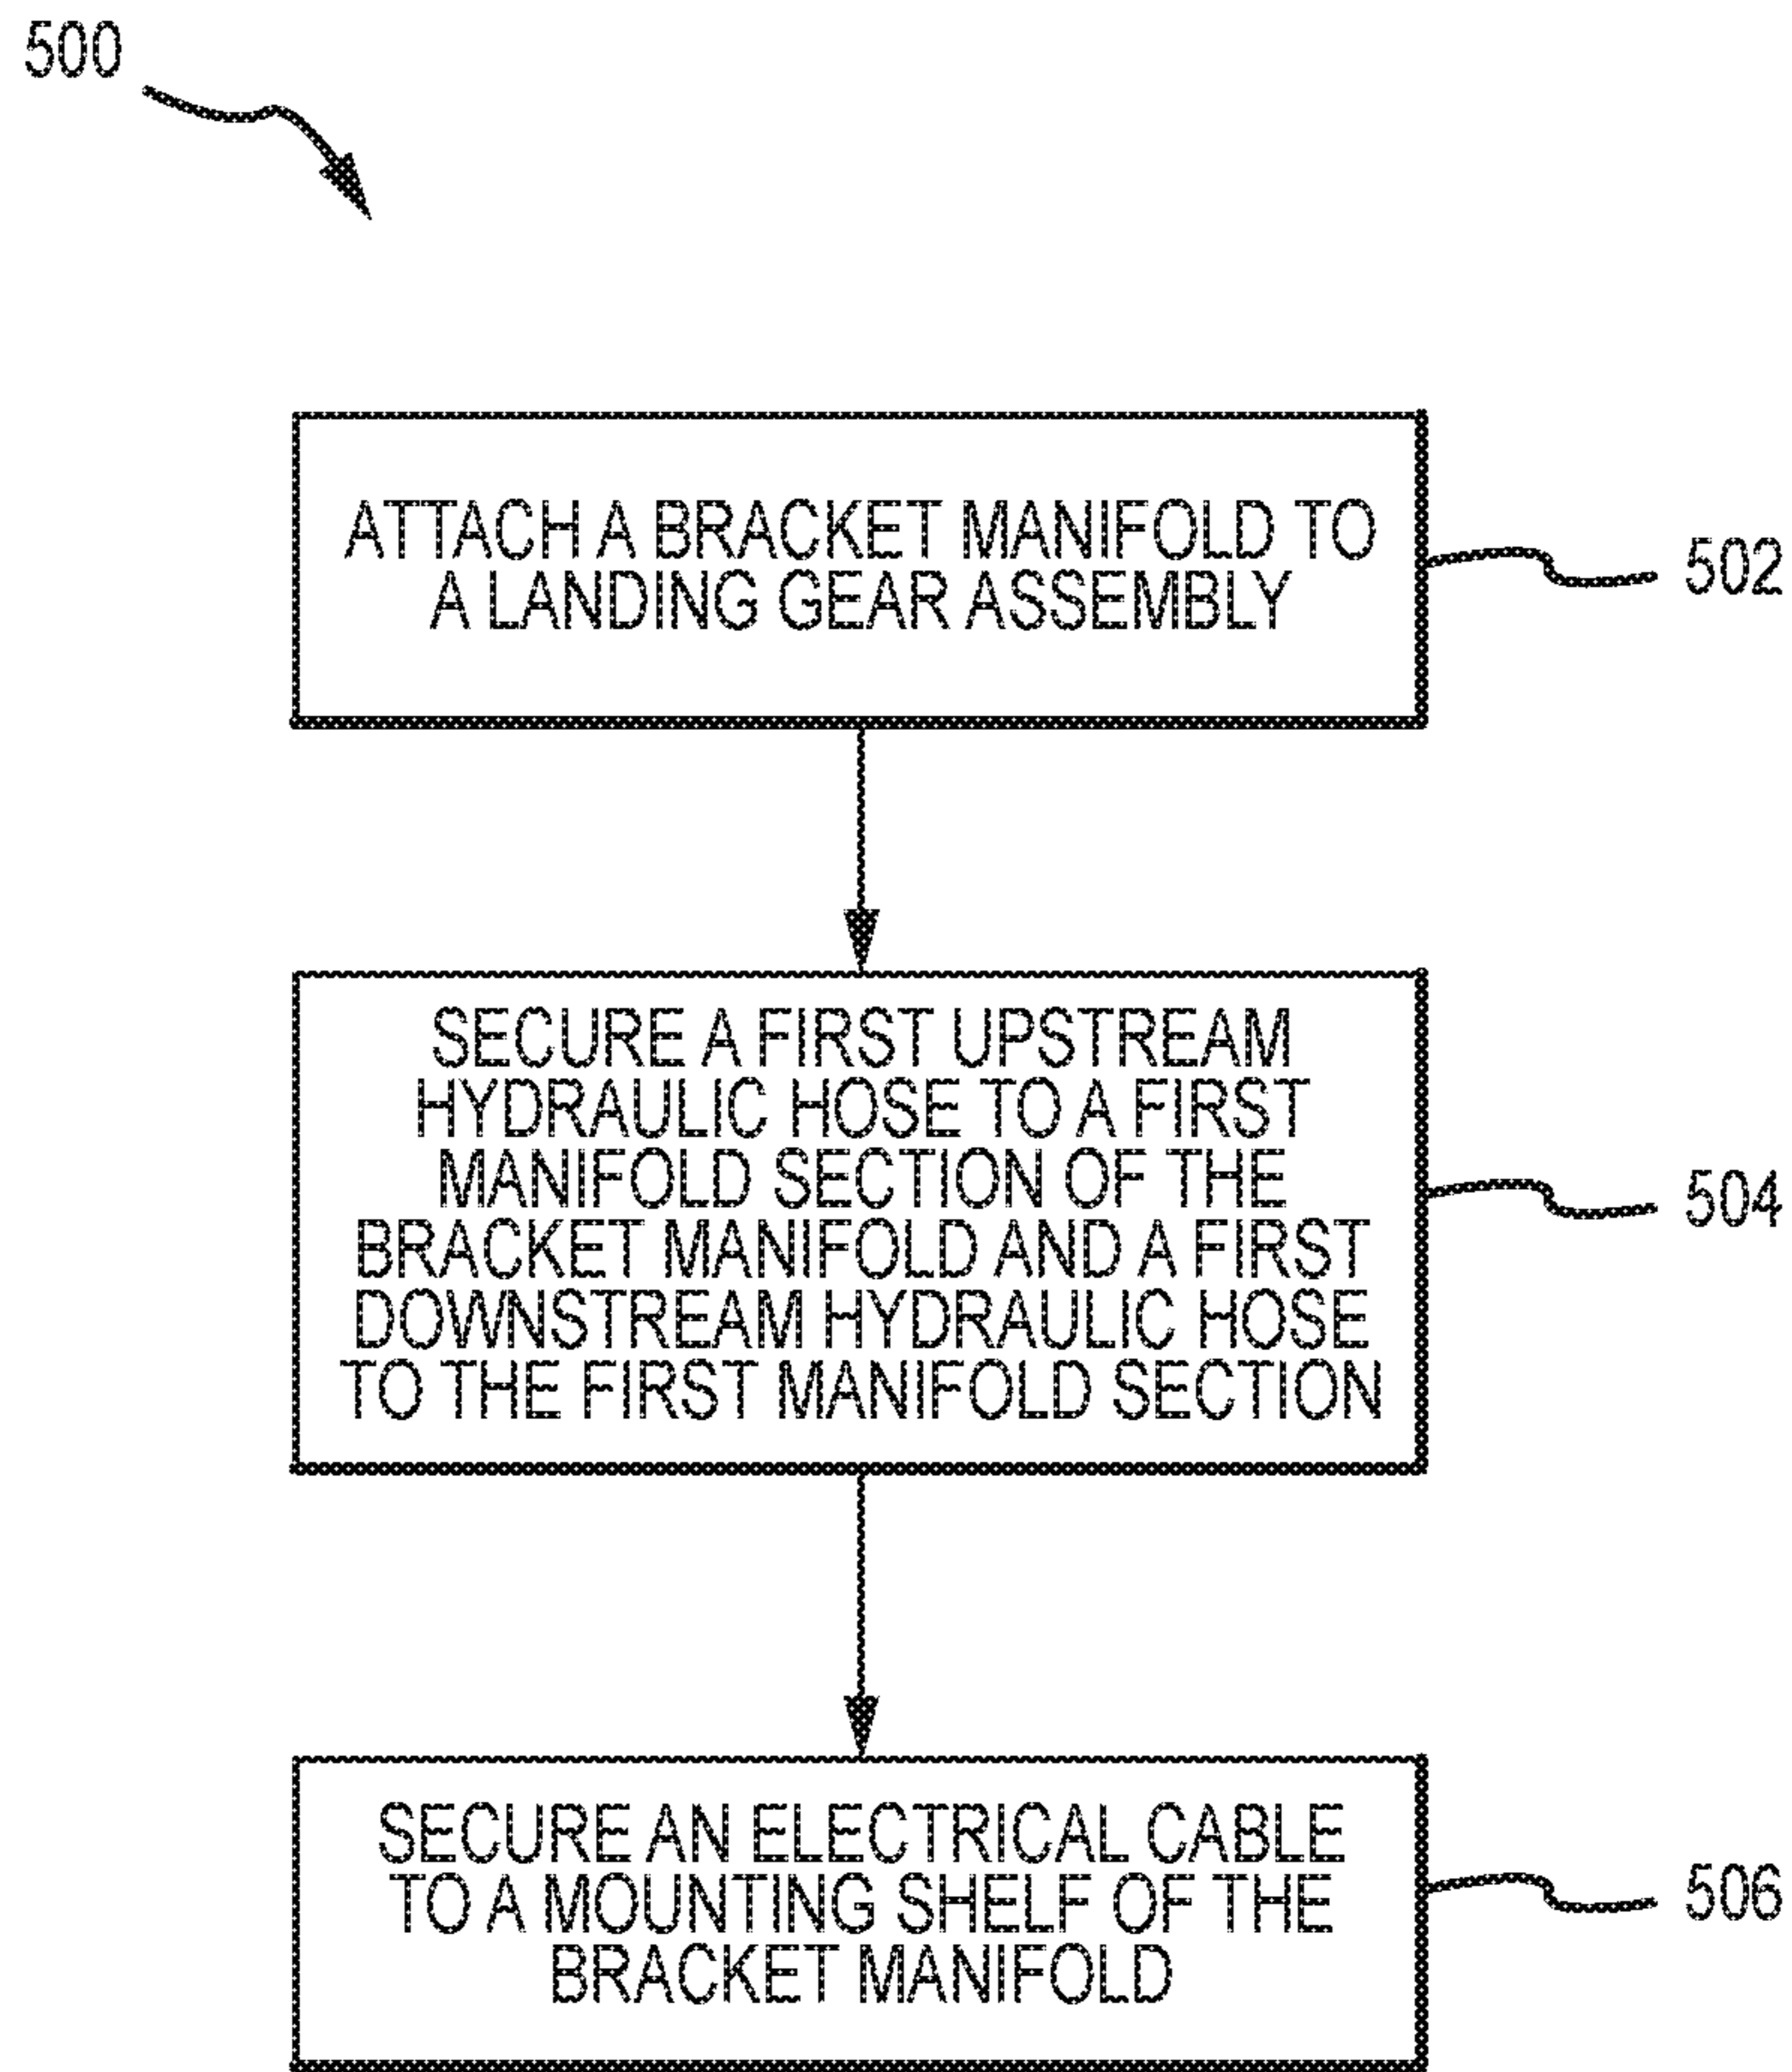 500
ATTACH A BRACKET MANIFOLD TO
A LANDING GEAR ASSEMBLY
502
SECURE A FIRST UPSTREAM
HYDRAULIC HOSE TO A FIRST
MANIFOLD SECTION OF THE
BRACKET MANIFOLD AND A FIRST
DOWNSTREAM HYDRAULIC HOSE
TO THE FIRST MANIFOLD SECTION
504
SECURE AN ELECTRICAL CABLE
TO A MOUNTING SHELF OF THE
BRACKET MANIFOLD
506